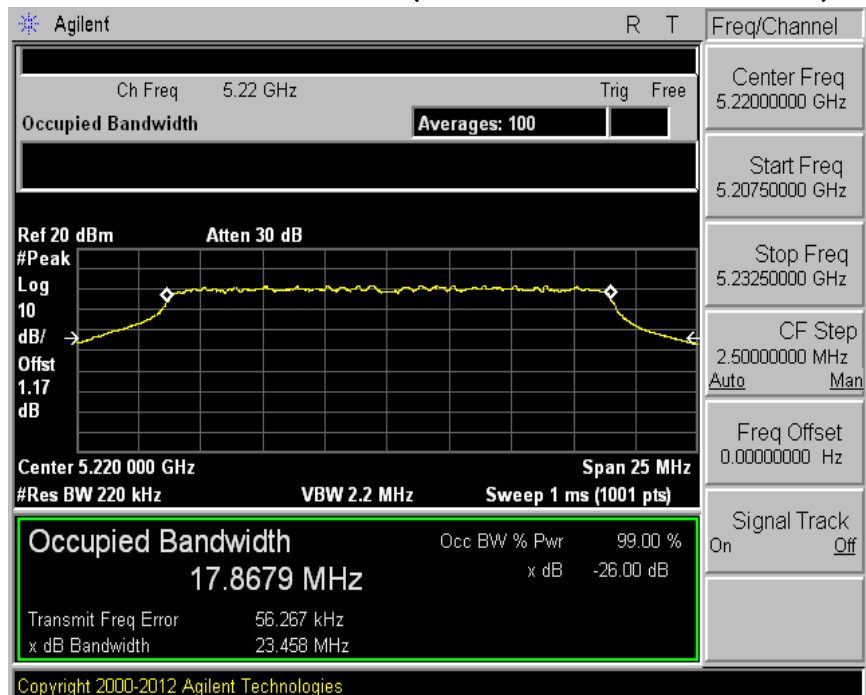 Agilent R T Freq/Channel
Ch Freq 5.22 GHz Trig Free
Occupied Bandwidth Averages: 100
Center Freq
5.22000000 GHz
Start Freq
5.20750000 GHz
Stop Freq
5.23250000 GHz
CF Step
2.50000000 MHz
Auto Man
Freq Offset
0.00000000 Hz
Signal Track
On Off
Ref 20 dBm Atten 30 dB
#Peak
Log
10
dB/
Offst
1.17
dB
Center 5.220 000 GHz Span 25 MHz
#Res BW 220 kHz VBW 2.2 MHz Sweep 1 ms (1001 pts)
Occupied Bandwidth Occ BW % Pwr 99.00 %
17.8679 MHz x dB -26.00 dB
Transmit Freq Error 56.267 kHz
x dB Bandwidth 23.458 MHz
Copyright 2000-2012 Agilent Technologies